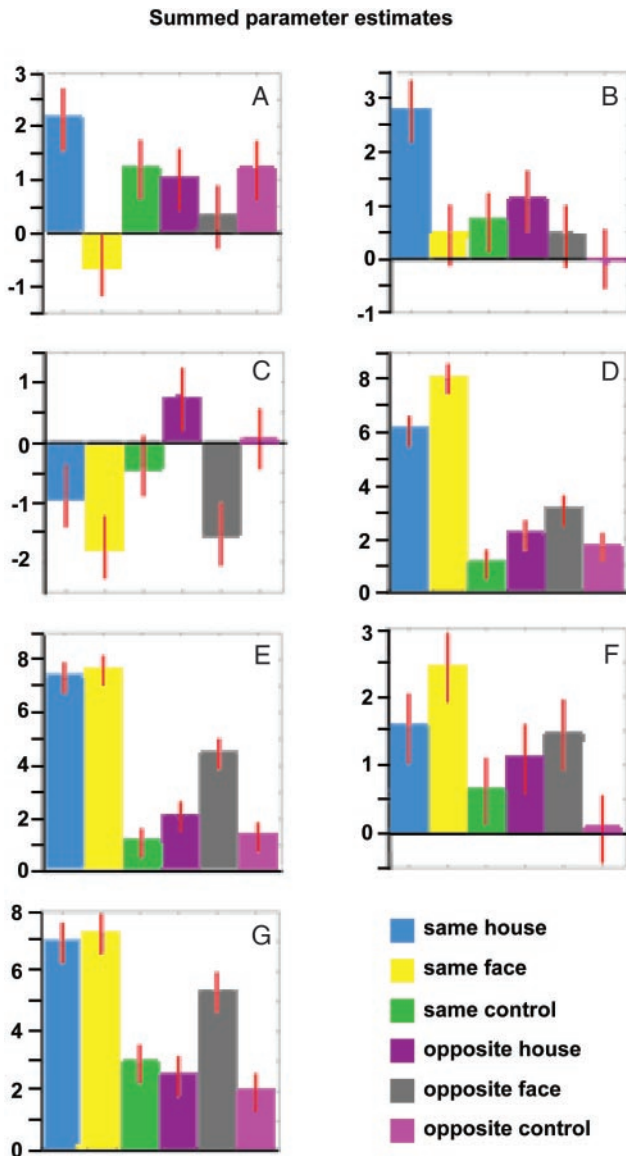 Summed parameter estimates
A
3
2
1
0
-1
B
3
2
1
0
-1
C
1
0
-1
-2
D
8
6
4
2
0
E
8
6
4
2
0
F
3
2
1
0
G
8
6
4
2
0
same house
same face
same control
opposite house
opposite face
opposite control